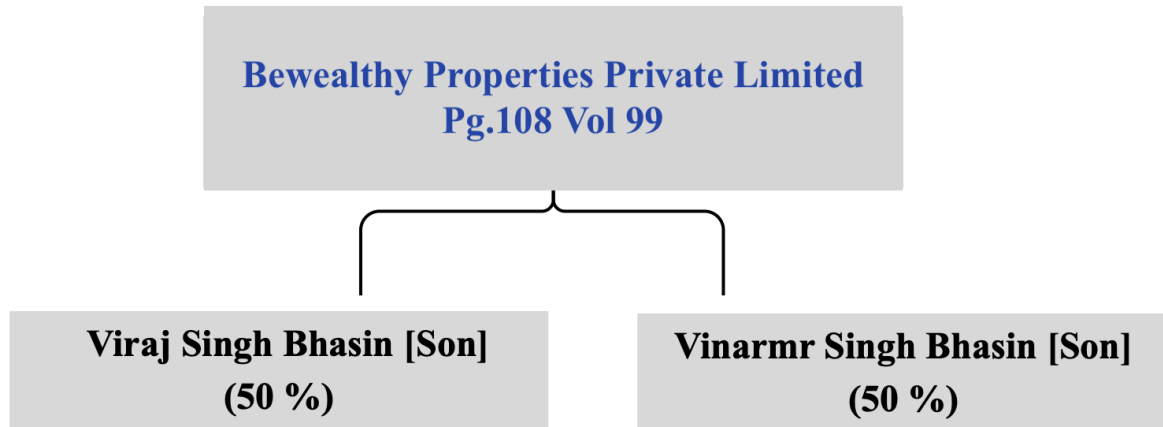 Bewealthy Properties Private Limited
Pg.108 Vol 99
Viraj Singh Bhasin [Son]
(50 %)
Vinarmr Singh Bhasin [Son]
(50 %)